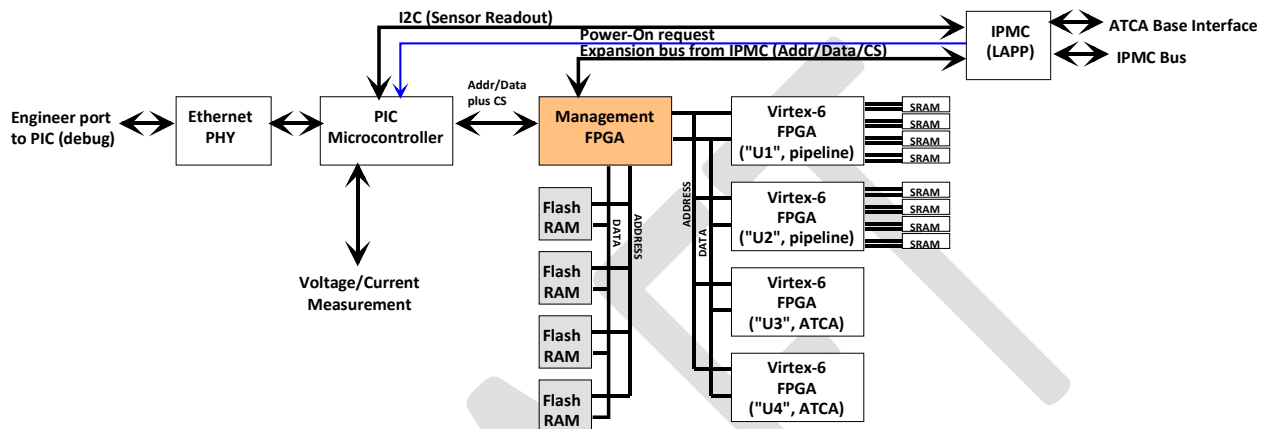 I2C (Sensor Readout)
Power-On request
Expansion bus from IPMC (Addr/Data/CS)
IPMC
(LAPP)
ATCA Base Interface
IPMC Bus
Engineer port
to PIC (debug)
Ethernet
PHY
PIC
Microcontroller
Addr/Data
plus CS
Management
FPGA
Virtex-6
FPGA
("U1", pipeline)
SRAM
SRAM
SRAM
SRAM
Virtex-6
FPGA
("U2", pipeline)
SRAM
SRAM
SRAM
SRAM
Virtex-6
FPGA
("U3", ATCA)
Virtex-6
FPGA
("U4", ATCA)
ADDRESS
DATA
Flash
RAM
Flash
RAM
Flash
RAM
Flash
RAM
DATA
ADDRESS
Voltage/Current
Measurement